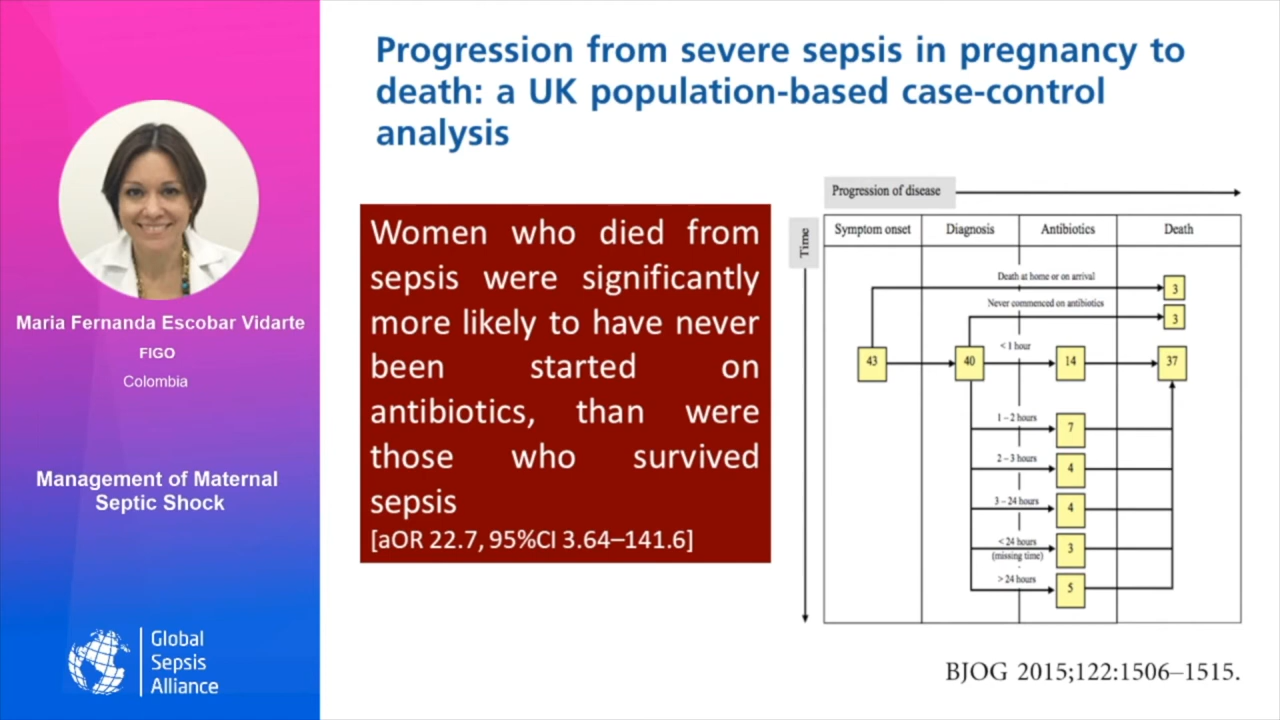 Maria Fernanda Escobar Vidarte
FIGO
Colombia
Management of Maternal
Septic Shock
Global
Sepsis
Alliance
Progression from severe sepsis in pregnancy to
death: a UK population-based case-control
analysis
Women who died from
sepsis were significantly
more likely to have never
been started on
antibiotics, than were
those who survived
sepsis
[aOR 22.7, 95%CI 3.64–141.6]
Progression of disease
Time
Symptom onset Diagnosis Antibiotics Death
Death at home or on arrival
3
Never commenced on antibiotics
3
< 1 hour
43 40 14 37
1 – 2 hours
7
2 – 3 hours
4
3 – 24 hours
4
< 24 hours
(missing time)
3
> 24 hours
5
BJOG 2015;122:1506–1515.